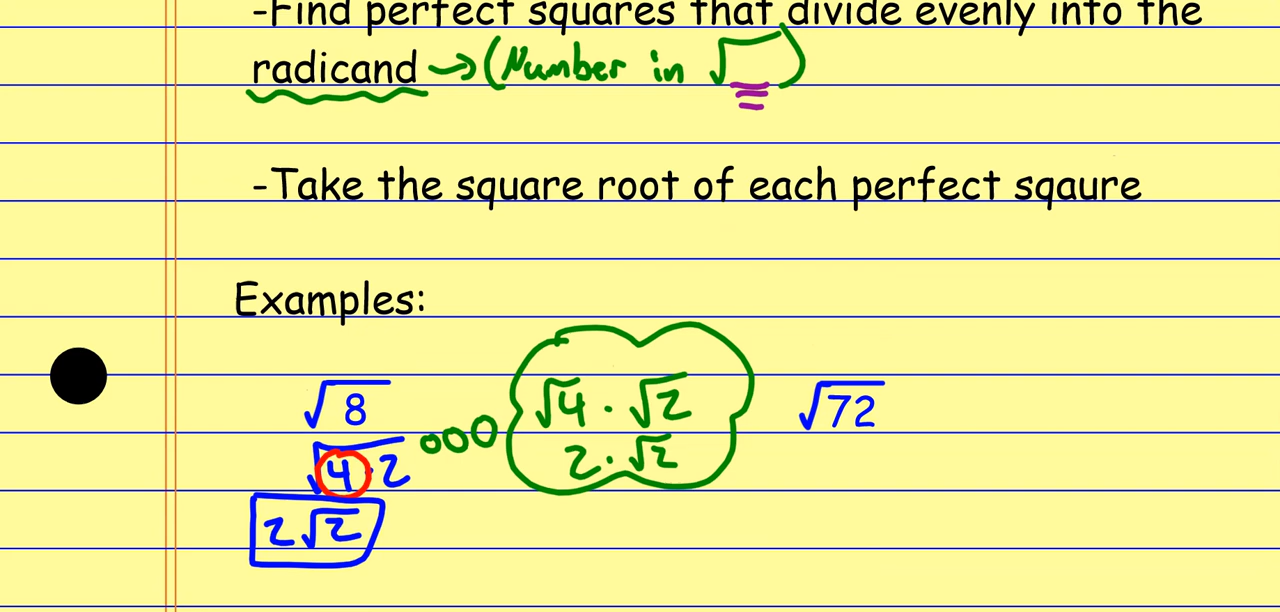 -Find perfect squares that divide evenly into the
radicand → (Number in √ )
-Take the square root of each perfect sqaure
Examples:
√8
√4·2
2√2
√4 · √2
2 · √2
√72